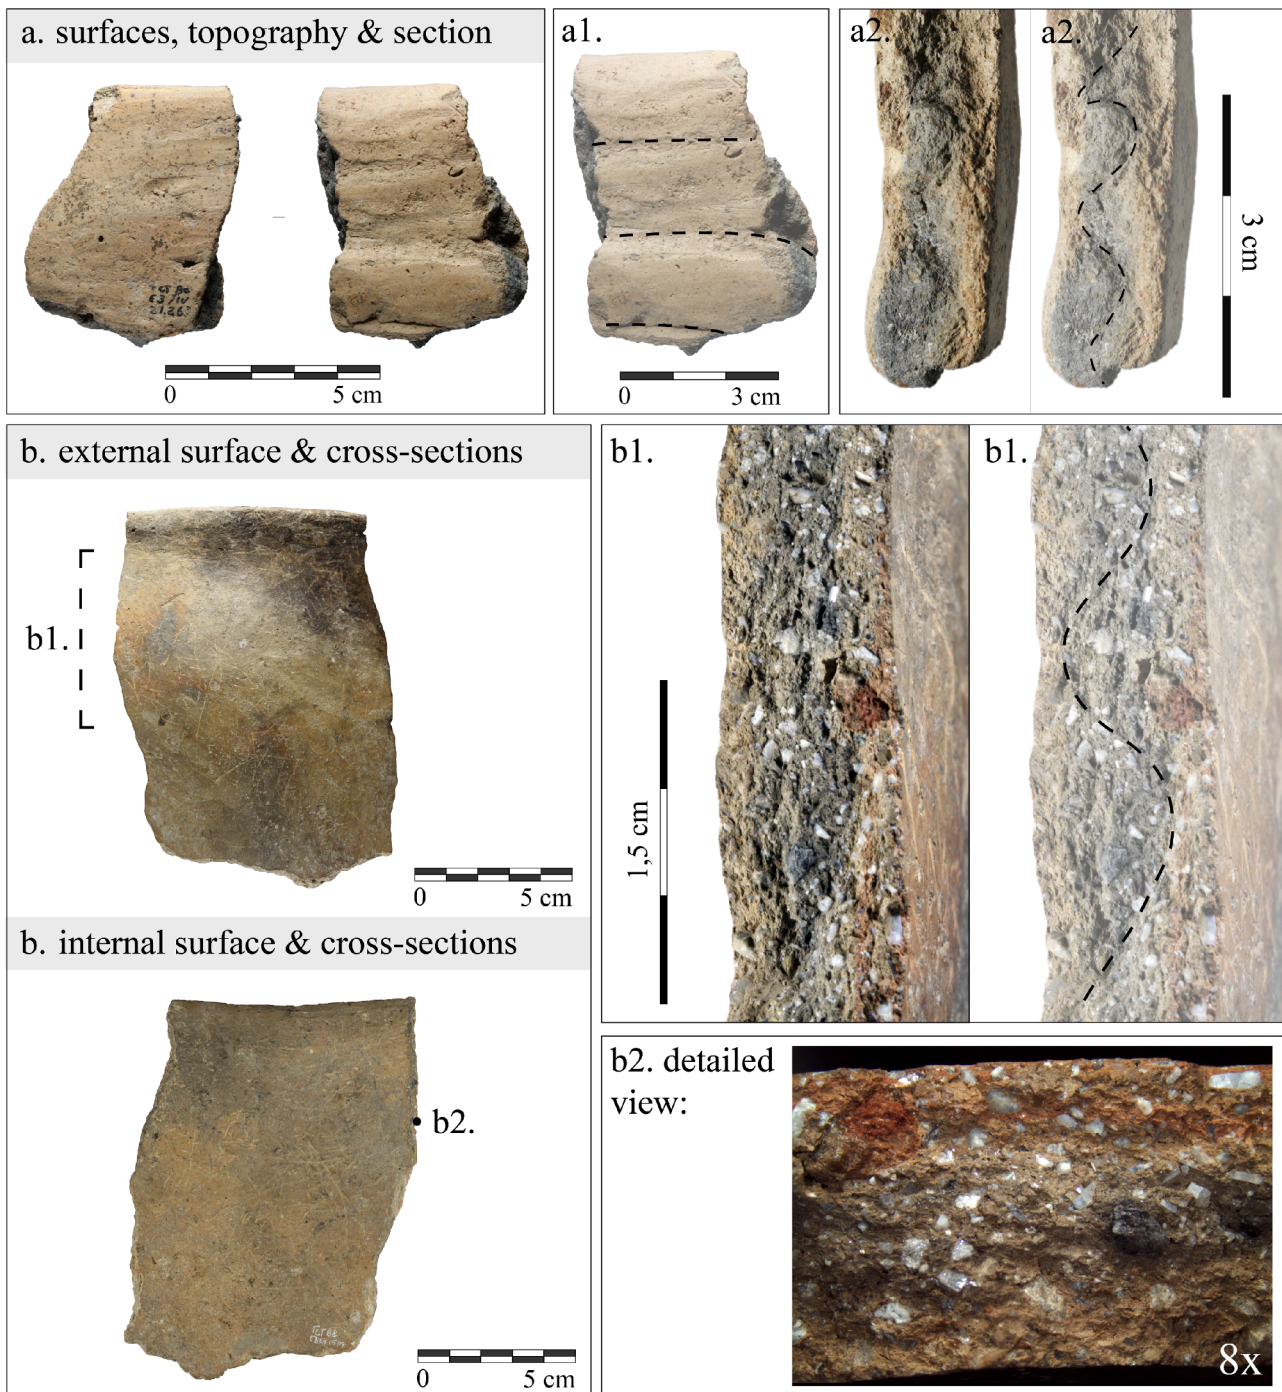 a. surfaces, topography & section
0
5 cm
a1.
0
3 cm
a2.
a2.
3 cm
b. external surface & cross-sections
b1.
0
5 cm
b. internal surface & cross-sections
b2.
0
5 cm
b1.
b1.
1,5 cm
b2. detailed
view:
8x